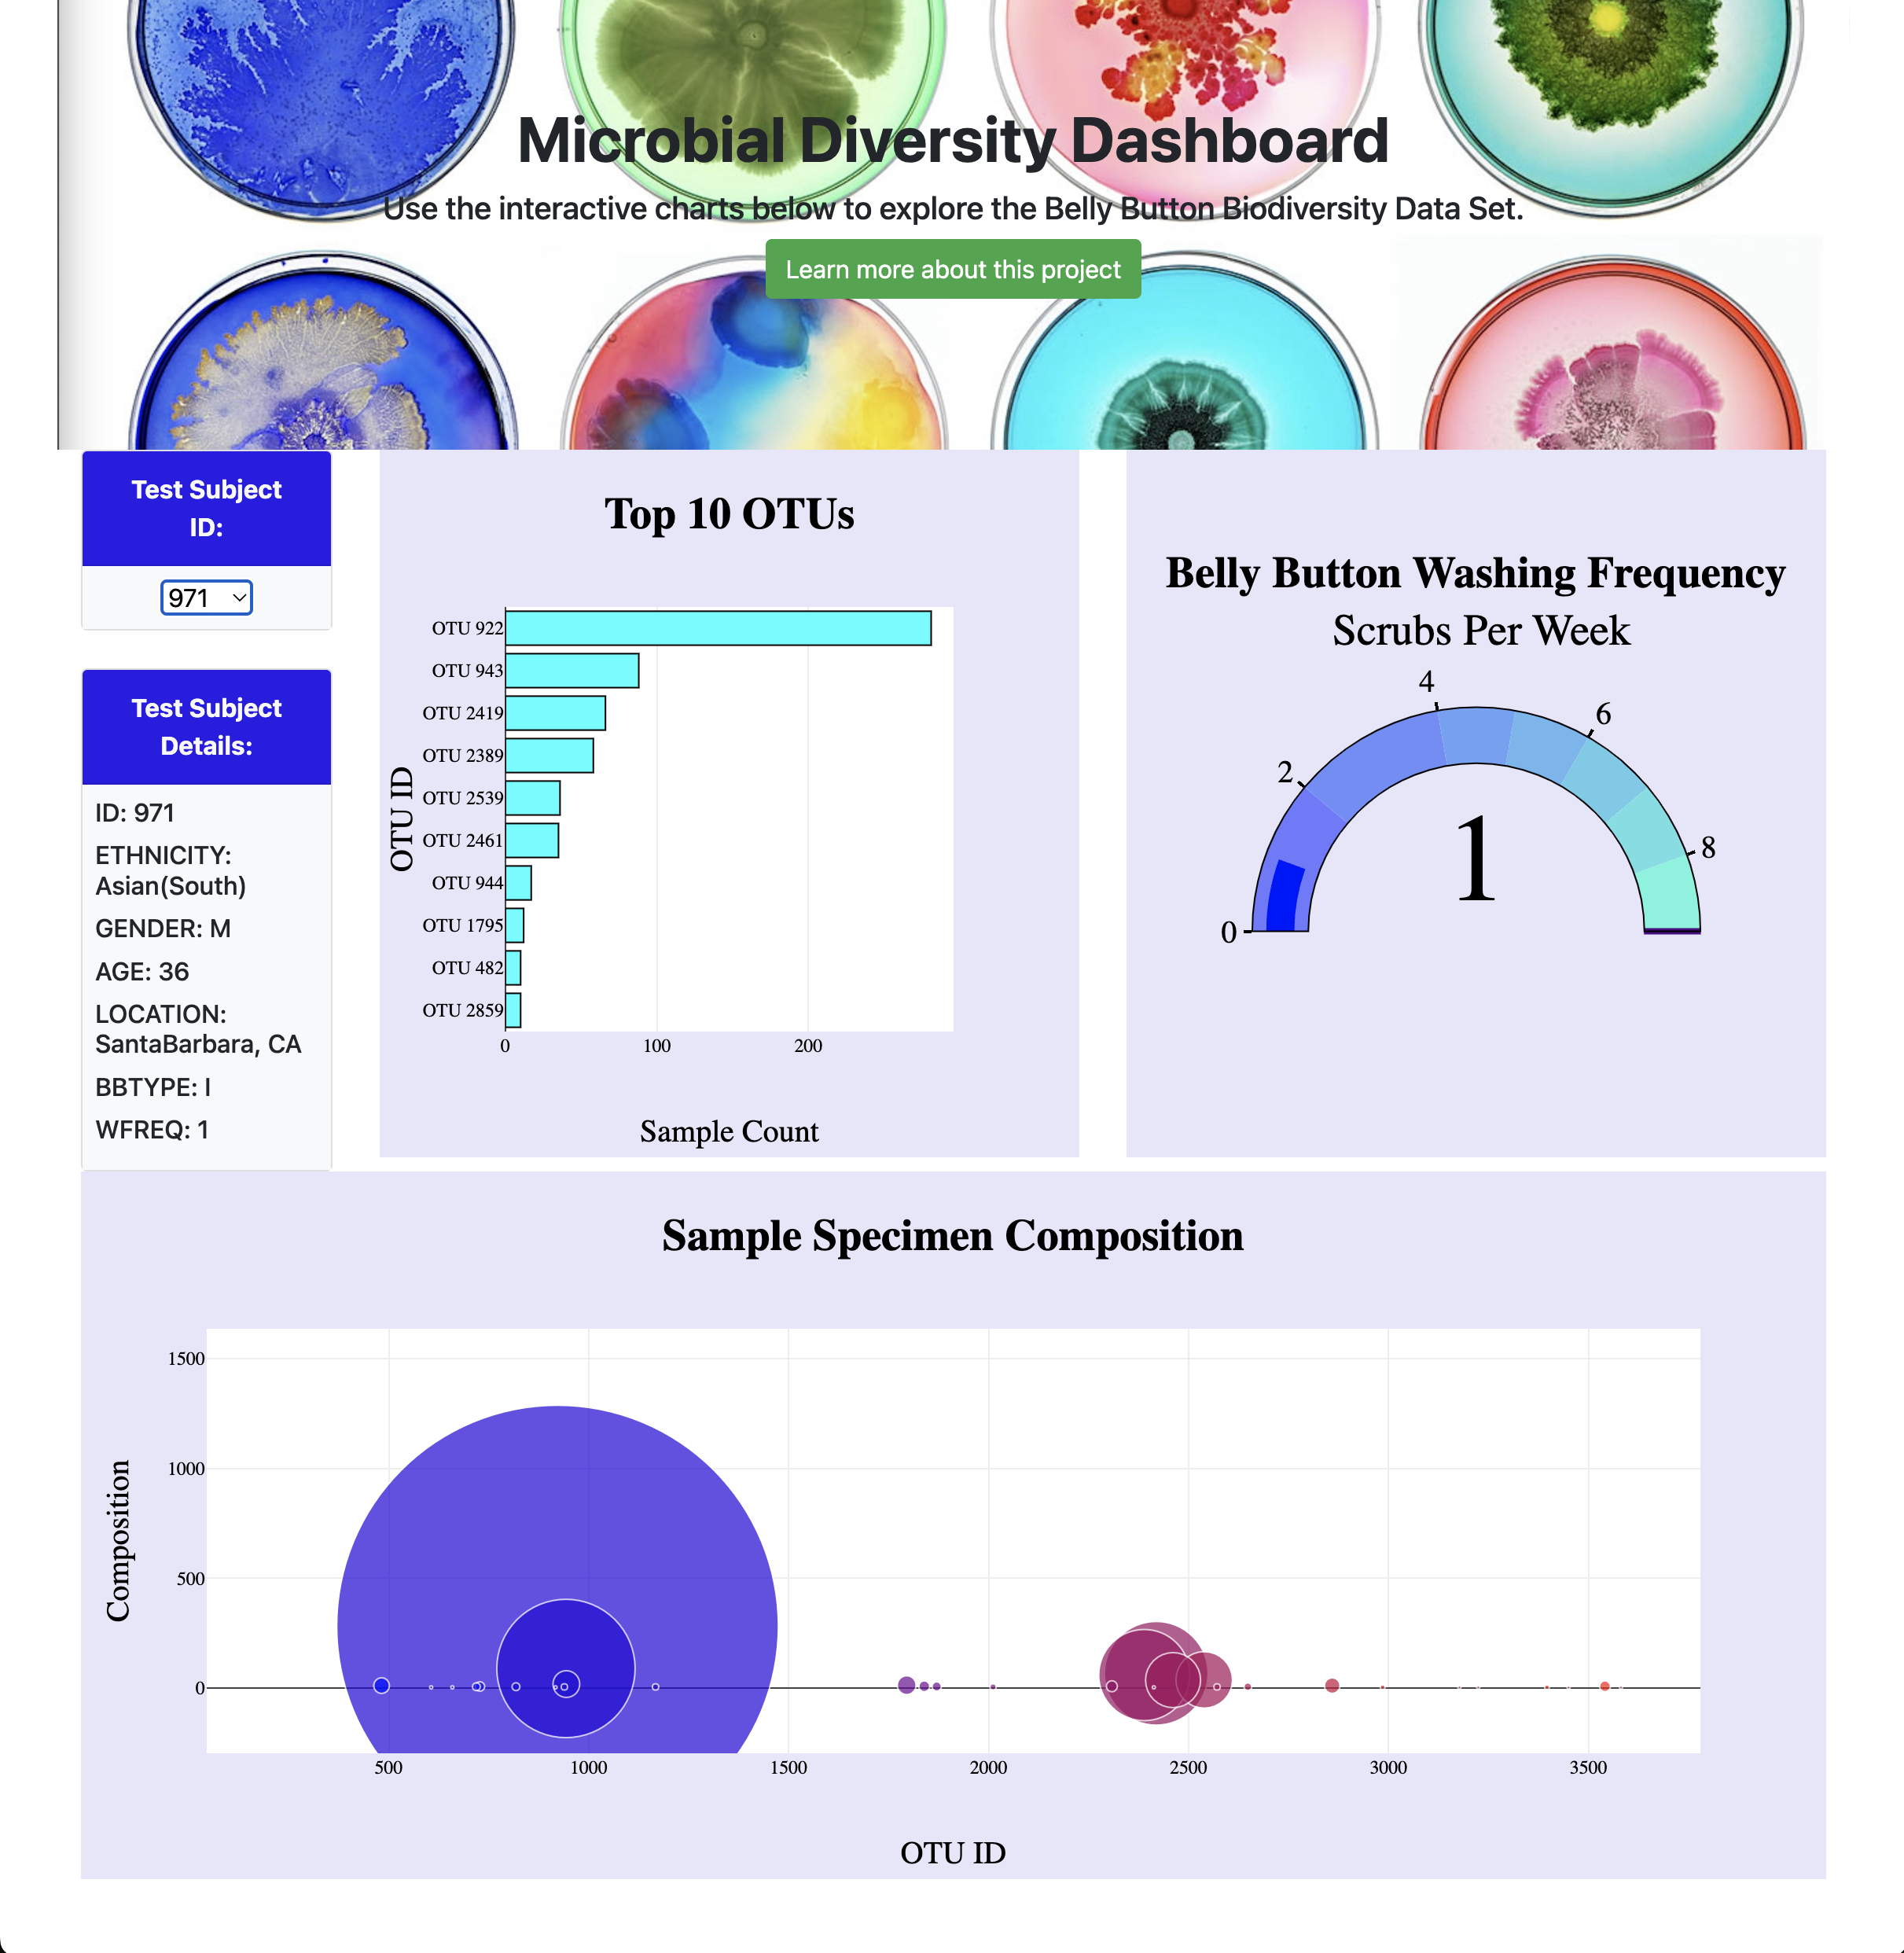 Microbial Diversity Dashboard
Use the interactive charts below to explore the Belly Button Biodiversity Data Set.
Learn more about this project
Test Subject
ID:
971
Test Subject
Details:
ID: 971
ETHNICITY:
Asian(South)
GENDER: M
AGE: 36
LOCATION:
SantaBarbara, CA
BBTYPE: I
WFREQ: 1
Top 10 OTUs
OTU ID
OTU 922
OTU 943
OTU 2419
OTU 2389
OTU 2539
OTU 2461
OTU 944
OTU 1795
OTU 482
OTU 2859
0 100 200
Sample Count
Belly Button Washing Frequency
Scrubs Per Week
0 2 4 6 8
1
Sample Specimen Composition
Composition
1500
1000
500
0
500 1000 1500 2000 2500 3000 3500
OTU ID